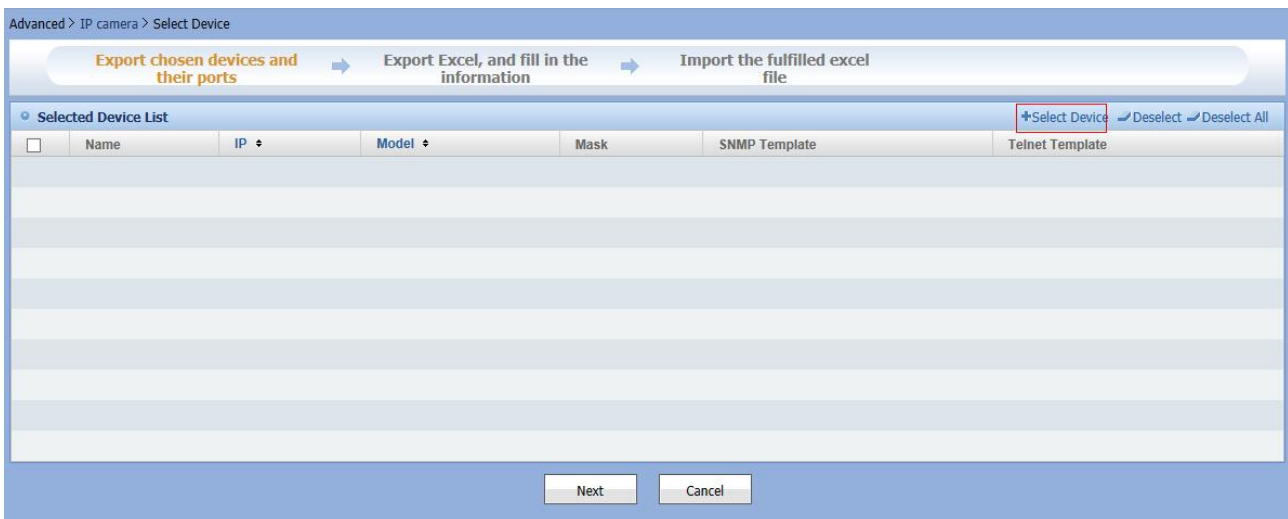 Advanced > IP camera > Select Device
Export chosen devices and
their ports
Export Excel, and fill in the
information
Import the fulfilled excel
file
Selected Device List
+Select Device Deselect Deselect All
Name IP Model Mask SNMP Template Telnet Template
Next Cancel